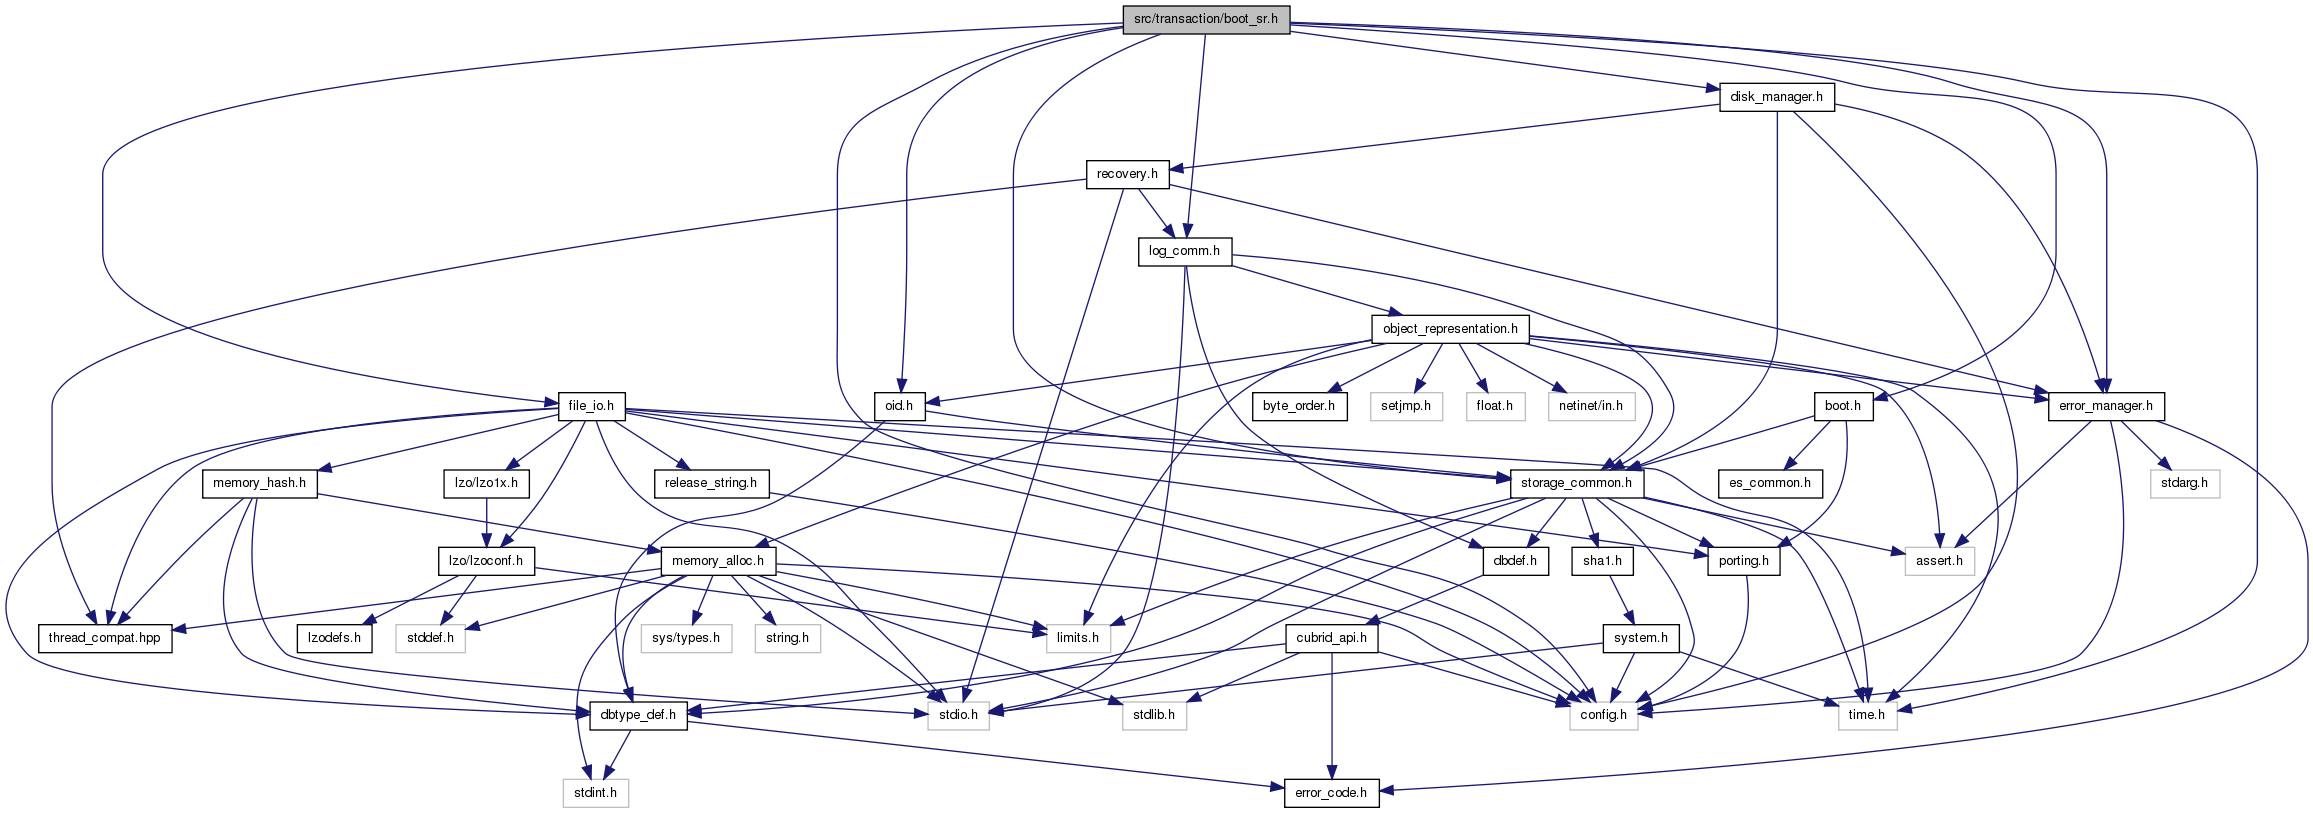 src/transaction/boot_sr.h
disk_manager.h
recovery.h
log_comm.h
object_representation.h
file_io.h
oid.h
byte_order.h
setjmp.h
float.h
netinet/in.h
boot.h
error_manager.h
memory_hash.h
lzo/lzo1x.h
release_string.h
storage_common.h
es_common.h
stdarg.h
lzo/lzoconf.h
memory_alloc.h
dbdef.h
sha1.h
porting.h
assert.h
thread_compat.hpp
lzodefs.h
stddef.h
sys/types.h
string.h
limits.h
cubrid_api.h
system.h
dbtype_def.h
stdio.h
stdlib.h
config.h
time.h
stdint.h
error_code.h